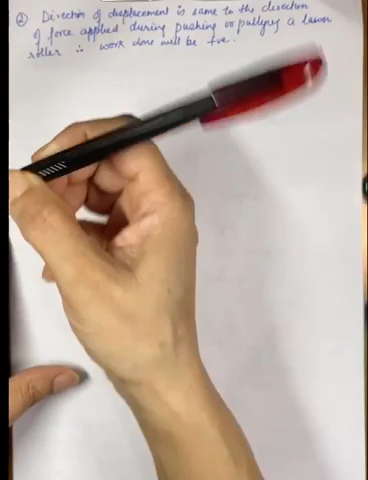 ② Direction of displacement is same to the direction
of force applied during pushing or pullying a lawn
roller ∴ work done will be +ve..